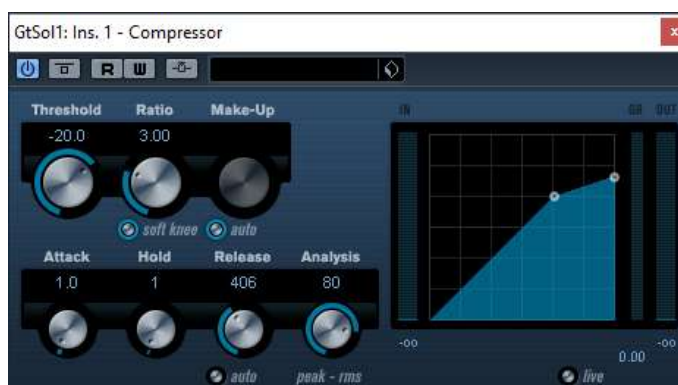 GtSol1: Ins. 1 - Compressor
x
R W
Threshold Ratio Make-Up
-20.0 3.00
soft knee auto
Attack Hold Release Analysis
1.0 1 406 80
auto peak - rms
IN GR OUT
-oo -oo
0.00
live